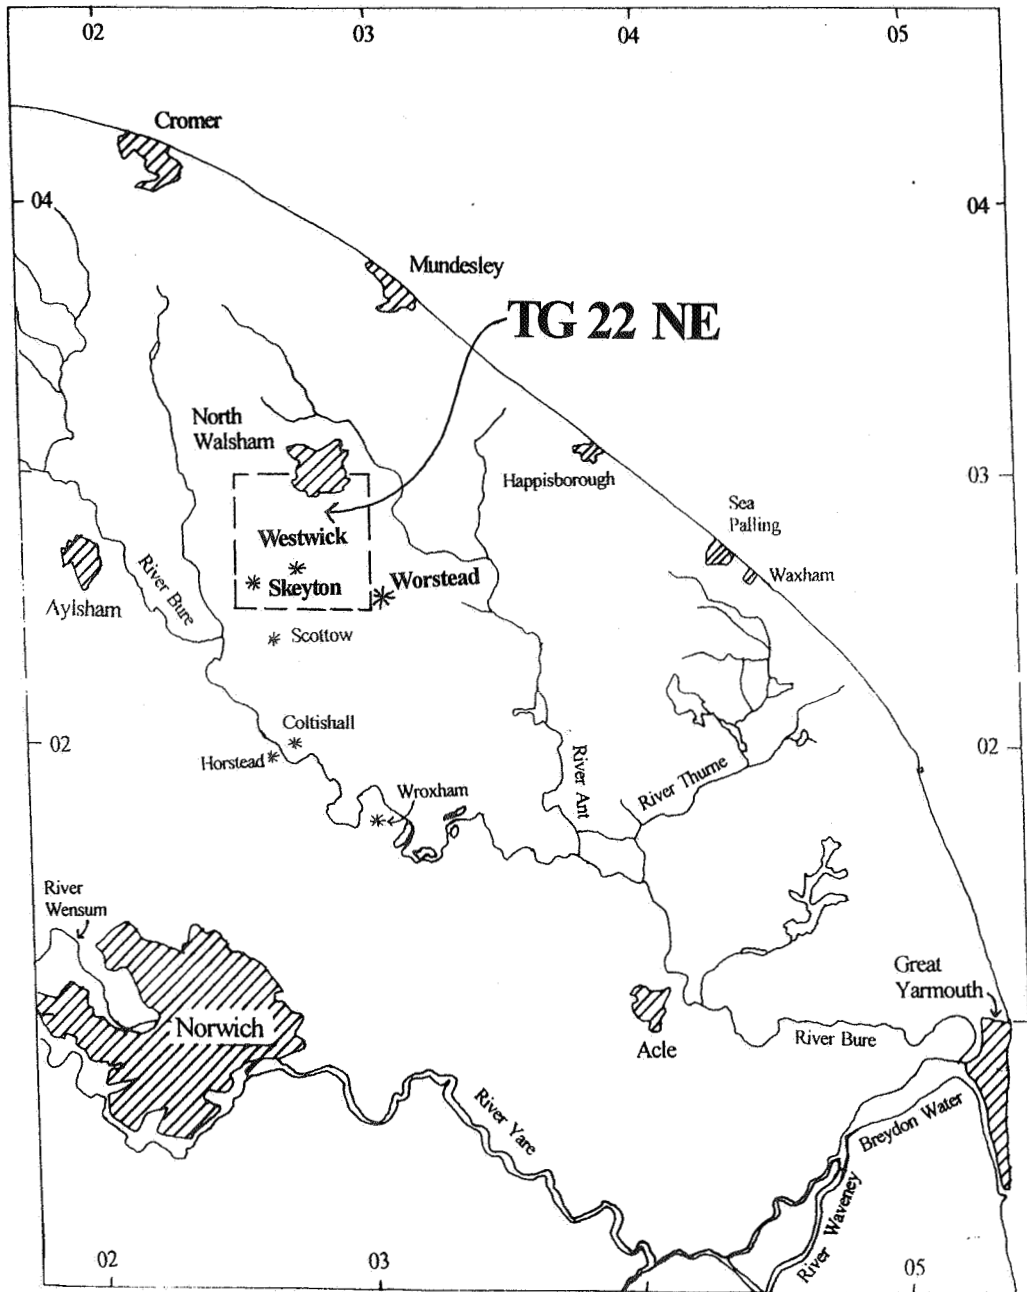 02 03 04 05
Cromer
04 04
Mundesley
TG 22 NE
North
Walsham
Happisborough
03
Sea
Palling
Westwick
Waxham
Worstead
Skeyton
Aylsham
River Bure
Scottow
Coltishall
02 02
Horstead
River Ant
River Thurne
Wroxham
River
Wensum
Great
Yarmouth
Norwich
River Bure
Acle
River Yare
Breydon Water
River Waveney
02 03 05